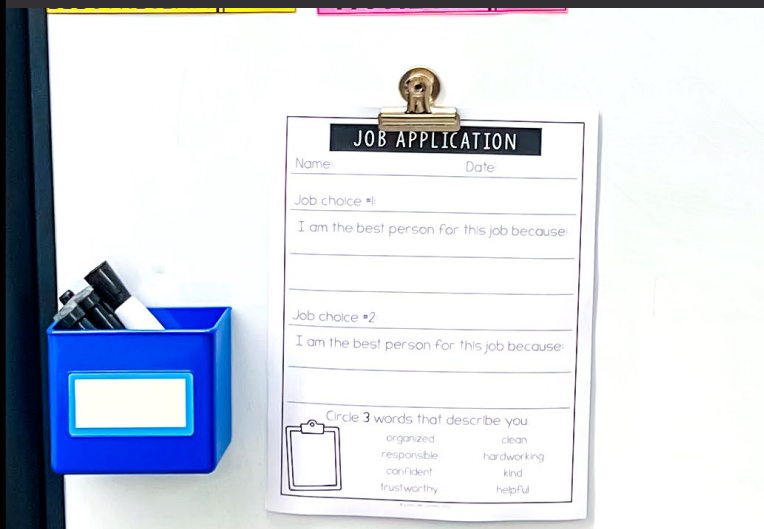 JOB APPLICATION
Name: Date:
Job choice #1:
I am the best person for this job because:
Job choice #2
I am the best person for this job because:
Circle 3 words that describe you.
organized clean
responsible hardworking
confident kind
trustworthy helpful